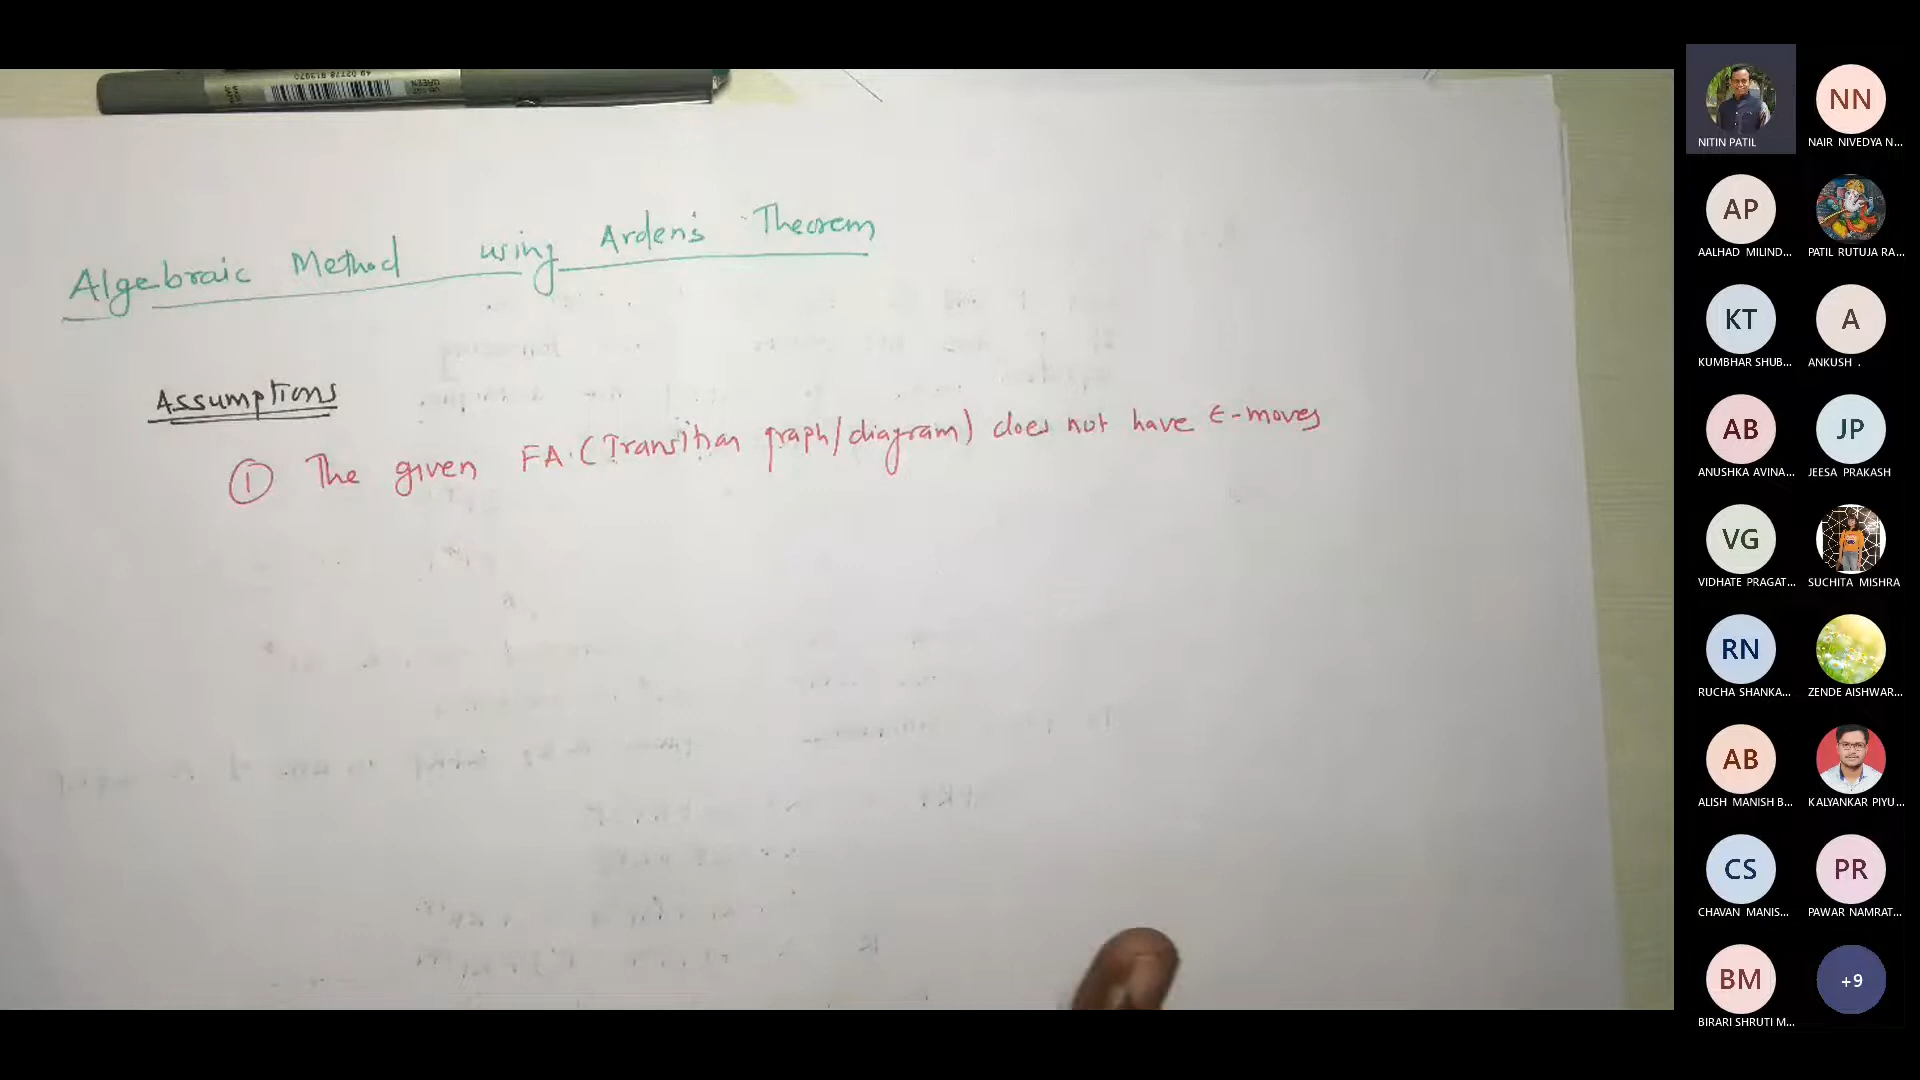 Algebraic Method using Arden's Theorem
Assumptions
① The given FA. (Transition graph/diagram) does not have ε-moves
NITIN PATIL
NN
NAIR NIVEDYA N...
AP
AALHAD MILIND...
PATIL RUTUJA RA...
KT
KUMBHAR SHUB...
A
ANKUSH .
AB
ANUSHKA AVINA...
JP
JEESA PRAKASH
VG
VIDHATE PRAGAT...
SUCHITA MISHRA
RN
RUCHA SHANKA...
ZENDE AISHWAR...
AB
ALISH MANISH B...
KALYANKAR PIYU...
CS
CHAVAN MANIS...
PR
PAWAR NAMRAT...
BM
BIRARI SHRUTI M...
+9